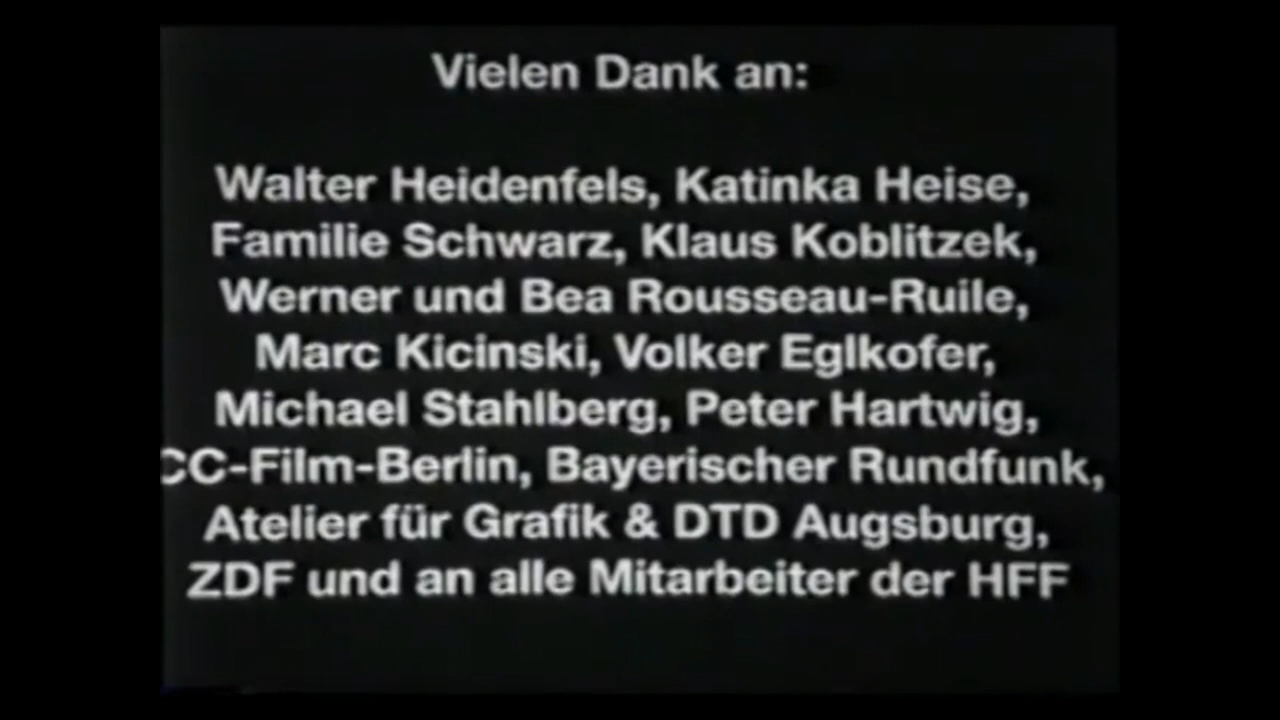 Vielen Dank an:
Walter Heidenfels, Katinka Heise,
Familie Schwarz, Klaus Koblitzek,
Werner und Bea Rousseau-Ruile,
Marc Kicinski, Volker Eglkofer,
Michael Stahlberg, Peter Hartwig,
CC-Film-Berlin, Bayerischer Rundfunk,
Atelier für Grafik & DTD Augsburg,
ZDF und an alle Mitarbeiter der HFF